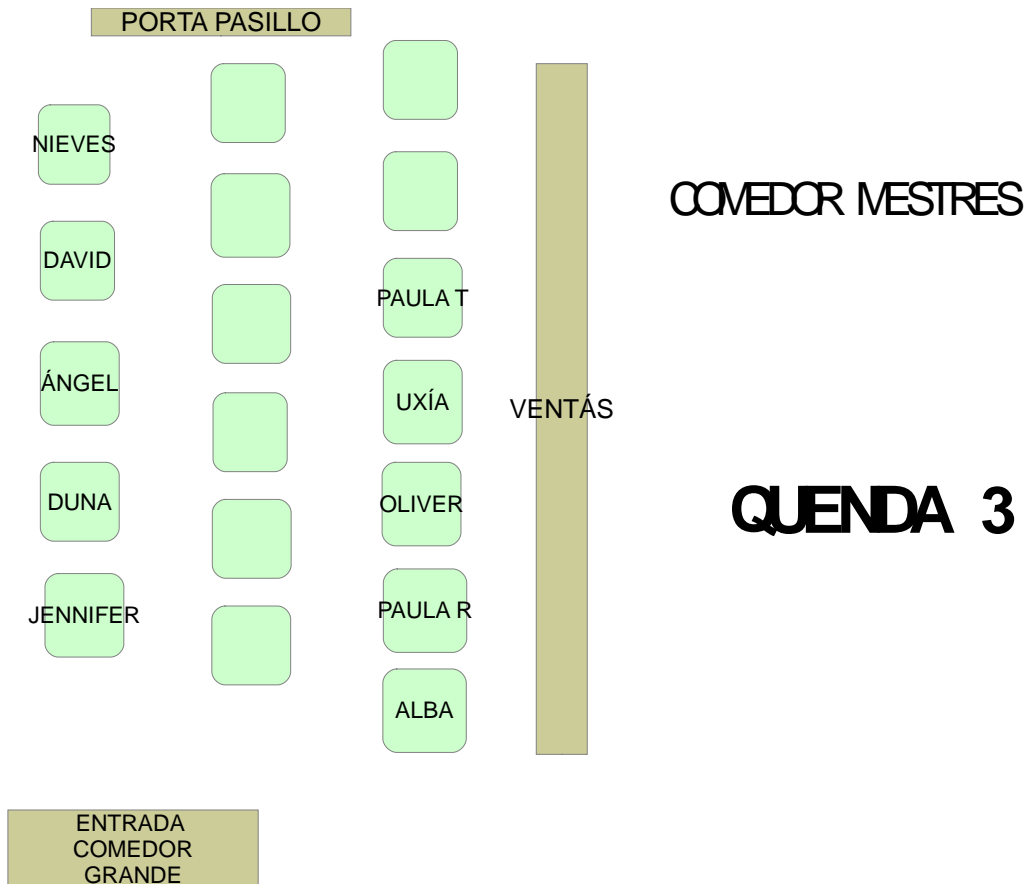 PORTA PASILLO
NIEVES
DAVID
ÁNGEL
DUNA
JENNIFER
PAULA T
UXÍA
OLIVER
PAULA R
ALBA
VENTÁS
COMEDOR MESTRES
QUENDA 3
ENTRADA
COMEDOR
GRANDE